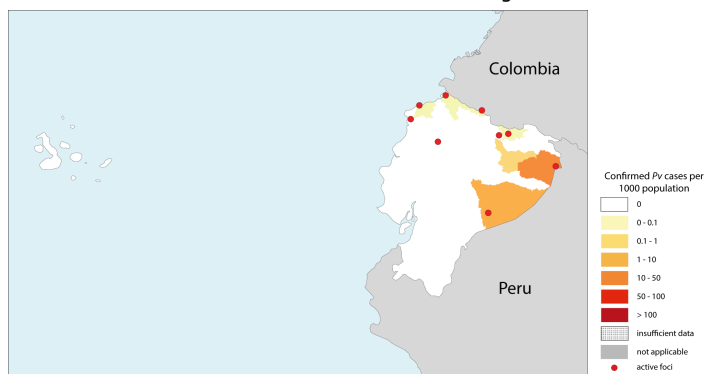 Colombia
Peru
Confirmed Pv cases per
1000 population
0
0 - 0.1
0.1 - 1
1 - 10
10 - 50
50 - 100
> 100
insufficient data
not applicable
active foci